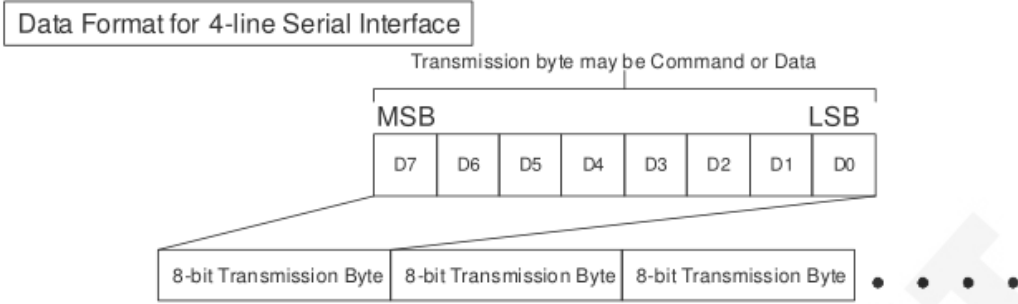 Data Format for 4-line Serial Interface
Transmission byte may be Command or Data
MSB LSB
D7 D6 D5 D4 D3 D2 D1 D0
8-bit Transmission Byte 8-bit Transmission Byte 8-bit Transmission Byte